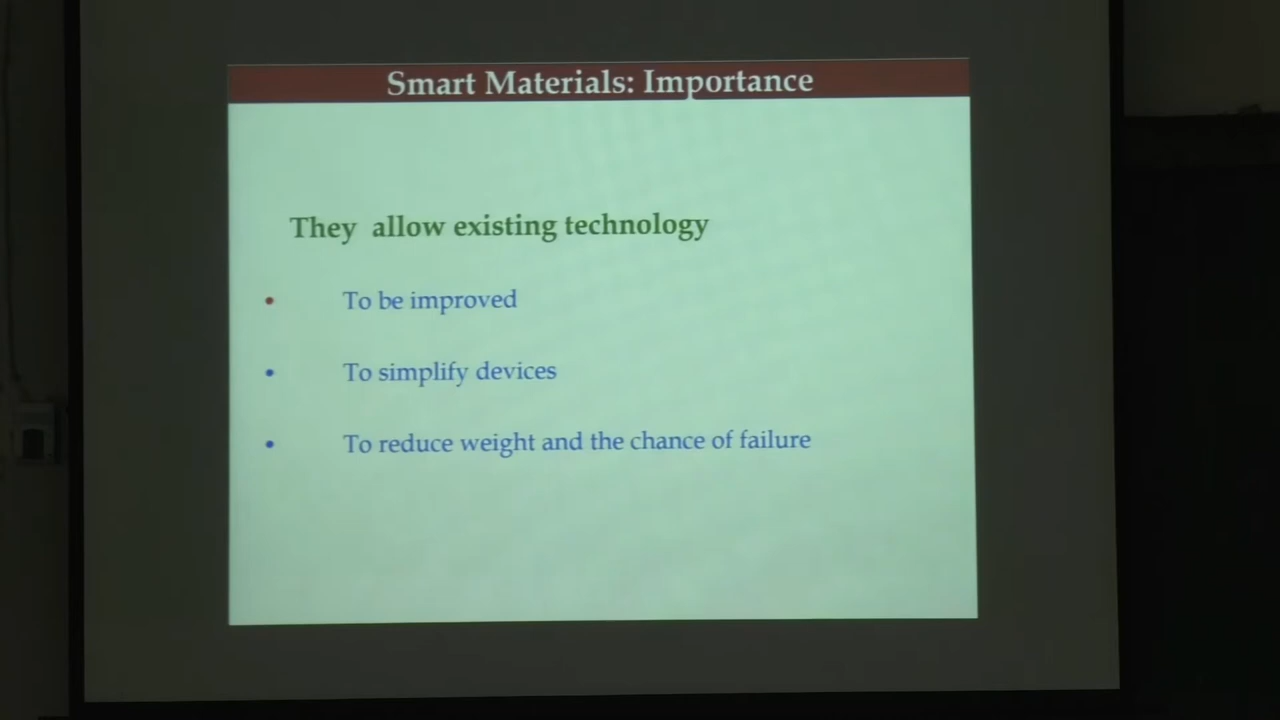 Smart Materials: Importance
They allow existing technology
• To be improved
• To simplify devices
• To reduce weight and the chance of failure